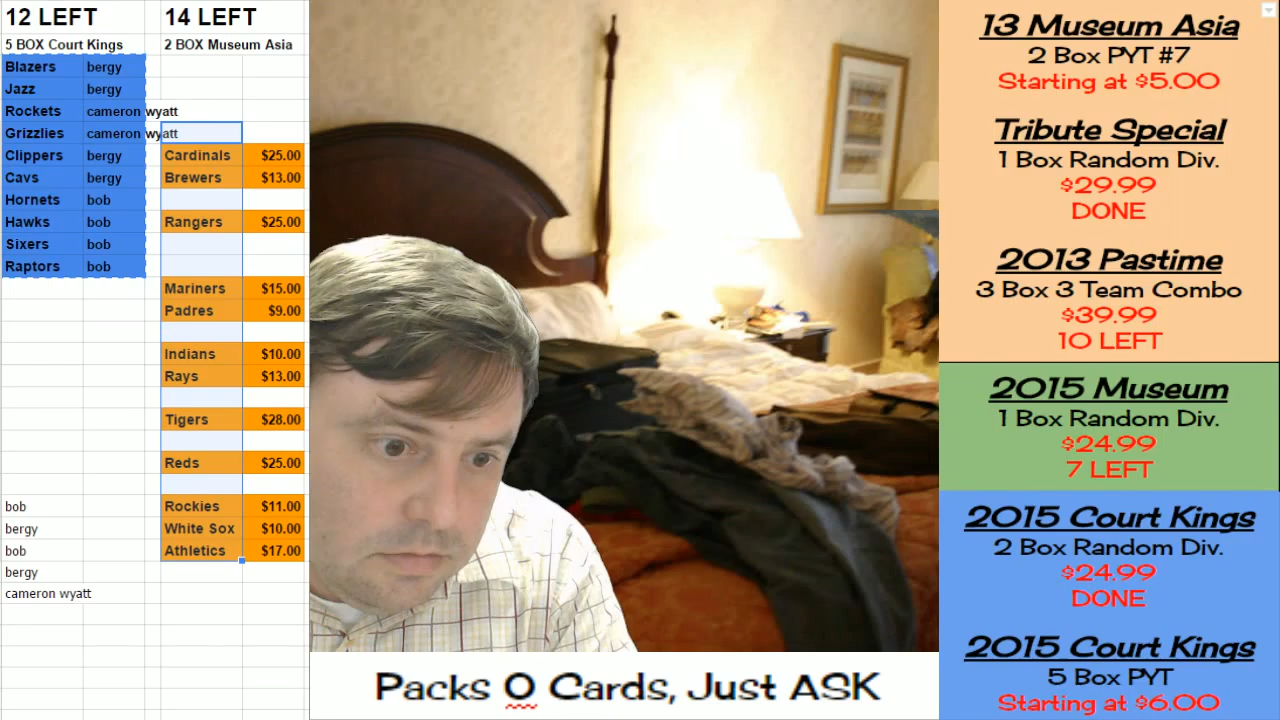 12 LEFT
5 BOX Court Kings
Blazers bergy
Jazz bergy
Rockets cameron wyatt
Grizzlies cameron wyatt
Clippers bergy
Cavs bergy
Hornets bob
Hawks bob
Sixers bob
Raptors bob
bob
bergy
bob
bergy
cameron wyatt
14 LEFT
2 BOX Museum Asia
Cardinals $25.00
Brewers $13.00
Rangers $25.00
Mariners $15.00
Padres $9.00
Indians $10.00
Rays $13.00
Tigers $28.00
Reds $25.00
Rockies $11.00
White Sox $10.00
Athletics $17.00
Packs O Cards, Just ASK
13 Museum Asia
2 Box PYT #7
Starting at $5.00
Tribute Special
1 Box Random Div.
$29.99
DONE
2013 Pastime
3 Box 3 Team Combo
$39.99
10 LEFT
2015 Museum
1 Box Random Div.
$24.99
7 LEFT
2015 Court Kings
2 Box Random Div.
$24.99
DONE
2015 Court Kings
5 Box PYT
Starting at $6.00